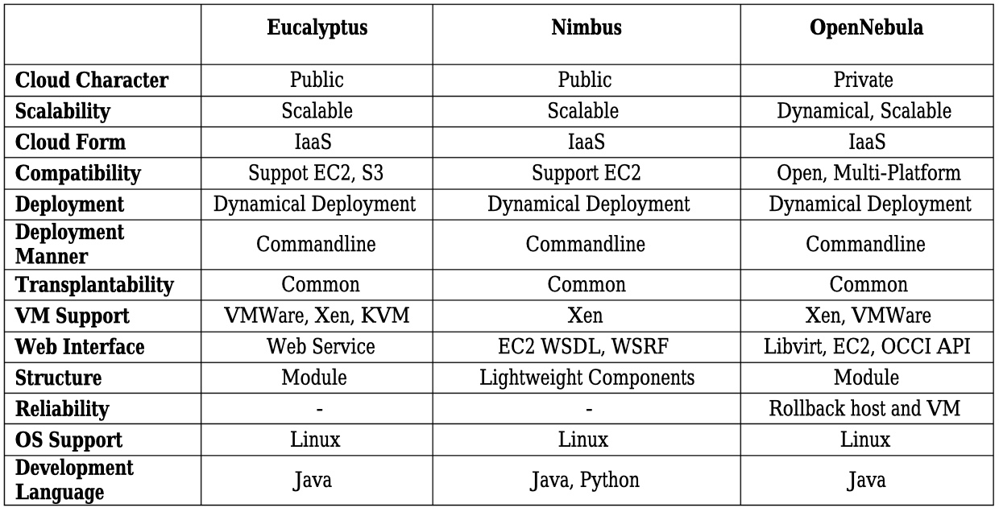 Eucalyptus Nimbus OpenNebula
Cloud Character Public Public Private
Scalability Scalable Scalable Dynamical, Scalable
Cloud Form IaaS IaaS IaaS
Compatibility Suppot EC2, S3 Support EC2 Open, Multi-Platform
Deployment Dynamical Deployment Dynamical Deployment Dynamical Deployment
Deployment
Manner Commandline Commandline Commandline
Transplantability Common Common Common
VM Support VMWare, Xen, KVM Xen Xen, VMWare
Web Interface Web Service EC2 WSDL, WSRF Libvirt, EC2, OCCI API
Structure Module Lightweight Components Module
Reliability - - Rollback host and VM
OS Support Linux Linux Linux
Development
Language Java Java, Python Java